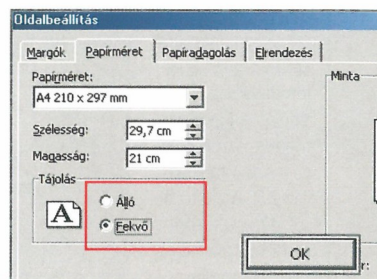 Oldalbeállítás
Margók Papírméret Papíradagolás Elrendezés
Papírméret: Minta
A4 210 x 297 mm
Szélesség: 29,7 cm
Magasság: 21 cm
Tájolás
A Álló
Fekvő
OK
r: